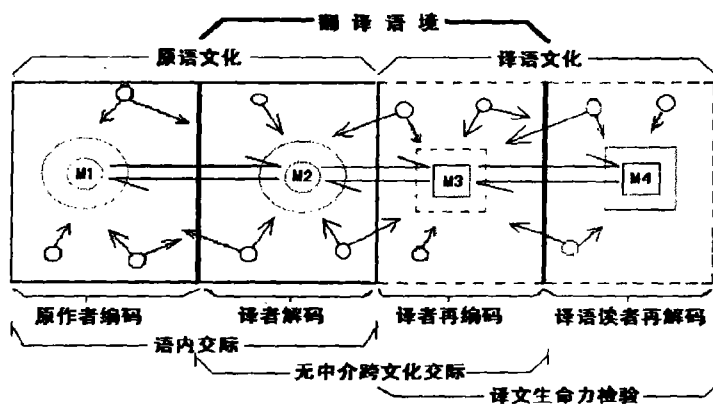 翻译语境
原语文化 译语文化
M1 M2 M3 M4
原作者编码 译者解码 译者再编码 译语读者再解码
语内交际
无中介跨文化交际
译文生命力检验